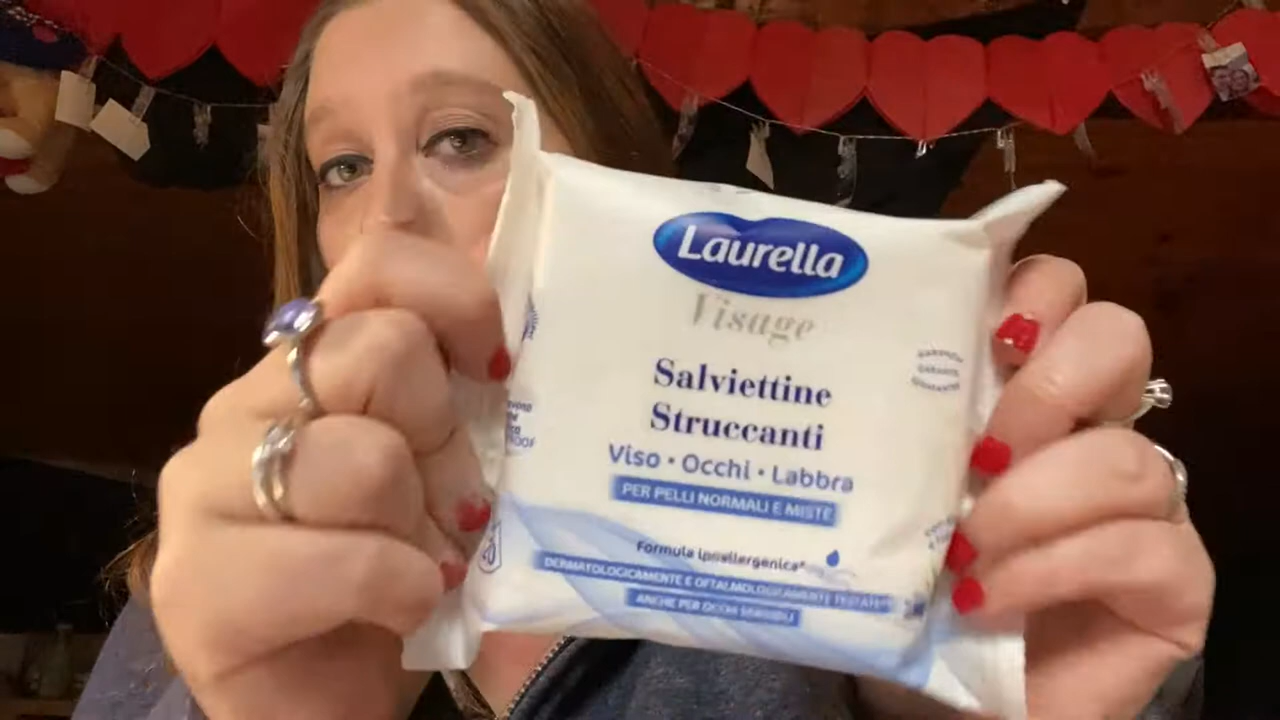 Laurella
Visage
Salviettine
Struccanti
Viso • Occhi • Labbra
PER PELLI NORMALI E MISTE
Formula ipoallergenica*
DERMATOLOGICAMENTE E OFTALMOLOGICAMENTE TESTATE
ANCHE PER OCCHI SENSIBILI